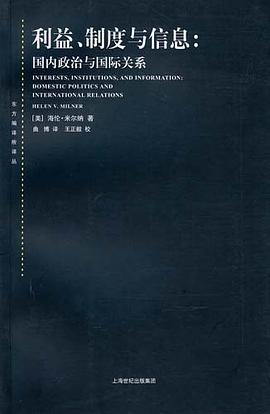 利益、制度与信息：
国内政治与国际关系
INTERESTS, INSTITUTIONS, AND INFORMATION:
DOMESTIC POLITICS AND
INTERNATIONAL RELATIONS
HELEN V. MILNER
[美] 海伦·米尔纳 著
曲 博 译 王正毅 校
东方编译所译丛
上海世纪出版集团